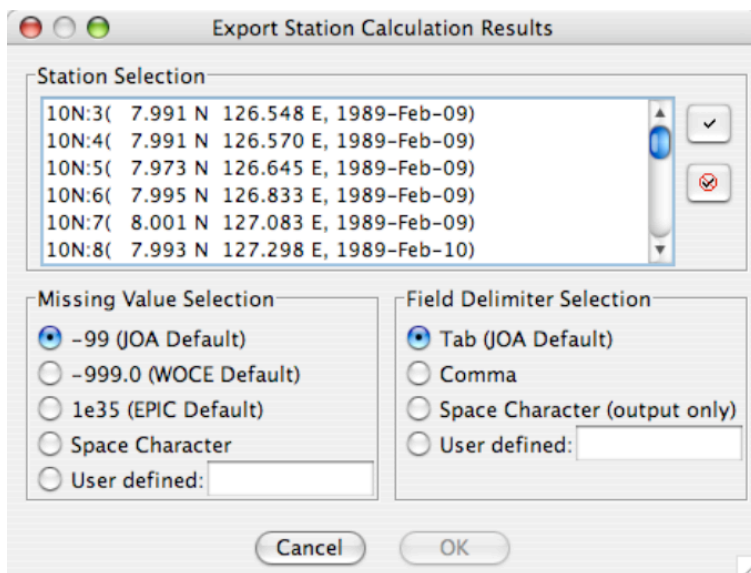 Export Station Calculation Results
Station Selection
10N:3(   7.991 N  126.548 E, 1989-Feb-09)
10N:4(   7.991 N  126.570 E, 1989-Feb-09)
10N:5(   7.973 N  126.645 E, 1989-Feb-09)
10N:6(   7.995 N  126.833 E, 1989-Feb-09)
10N:7(   8.001 N  127.083 E, 1989-Feb-09)
10N:8(   7.993 N  127.298 E, 1989-Feb-10)
Missing Value Selection
-99 (JOA Default)
-999.0 (WOCE Default)
1e35 (EPIC Default)
Space Character
User defined:
Field Delimiter Selection
Tab (JOA Default)
Comma
Space Character (output only)
User defined:
Cancel
OK